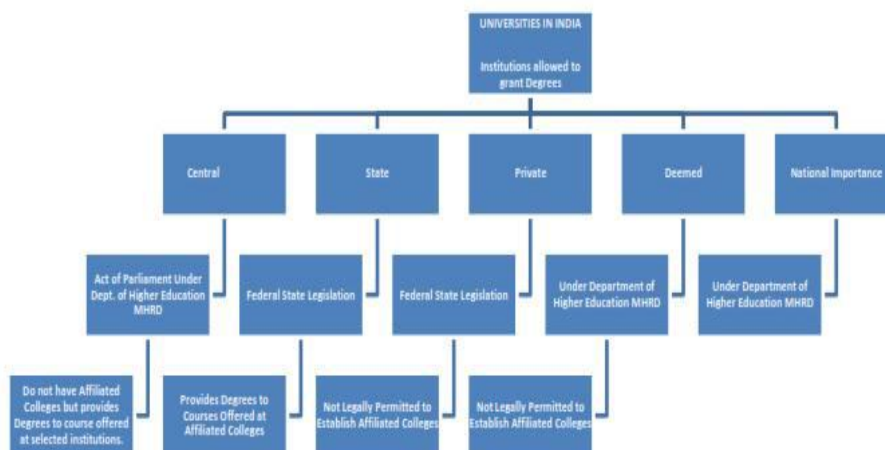 UNIVERSITIES IN INDIA
Institutions allowed to
grant Degrees
Central
State
Private
Deemed
National Importance
Act of Parliament Under
Dept. of Higher Education
MHRD
Federal State Legislation
Federal State Legislation
Under Department of
Higher Education MHRD
Under Department of
Higher Education MHRD
Do not have Affiliated
Colleges but provides
Degrees to course offered
at selected institutions.
Provides Degrees to
Courses Offered at
Affiliated Colleges
Not Legally Permitted to
Establish Affiliated Colleges
Not Legally Permitted to
Establish Affiliated Colleges